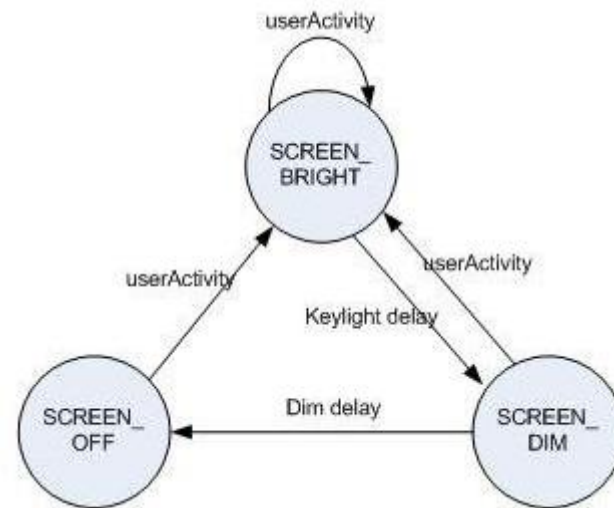 userActivity
SCREEN_
BRIGHT
userActivity
userActivity
Keylight delay
SCREEN_
OFF
Dim delay
SCREEN_
DIM